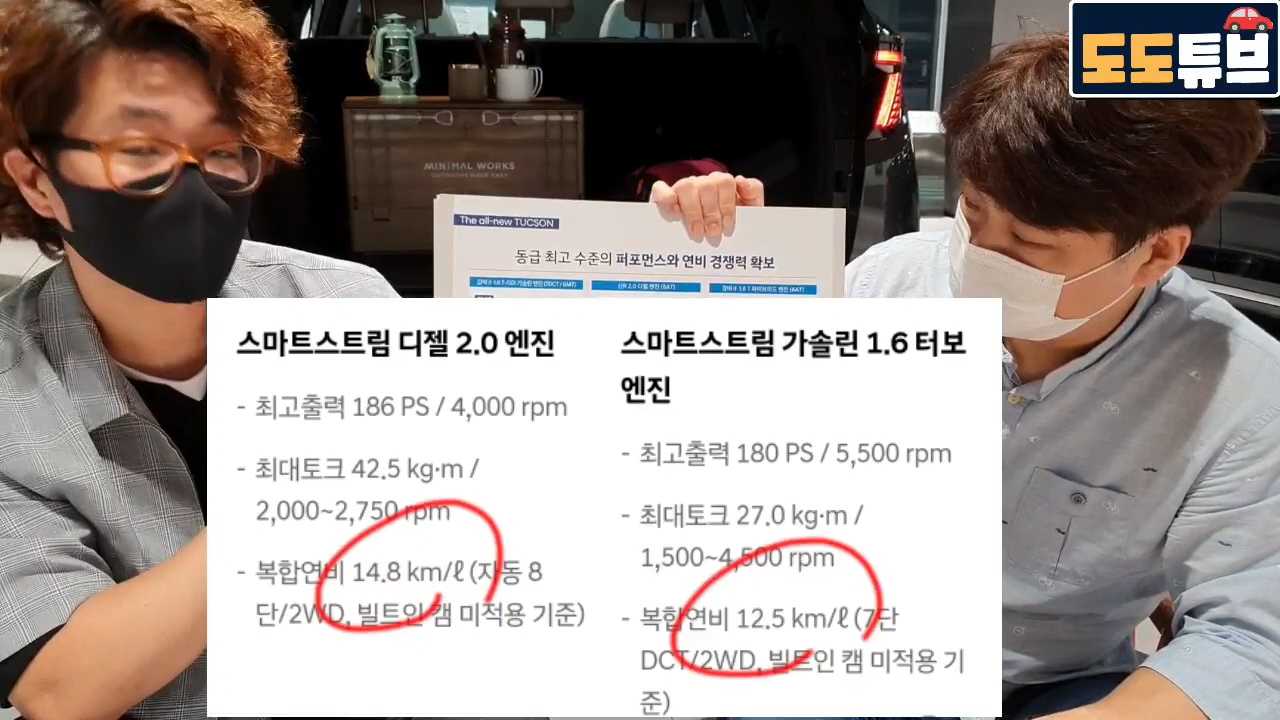 도도튜브
MINIMAL WORKS
OUTDOORS MADE EASY
The all-new TUCSON
동급 최고 수준의 퍼포먼스와 연비 경쟁력 확보
스마트스트림 디젤 2.0 엔진
- 최고출력 186 PS / 4,000 rpm
- 최대토크 42.5 kg·m /
2,000~2,750 rpm
- 복합연비 14.8 km/ℓ (자동 8
단/2WD, 빌트인 캠 미적용 기준)
스마트스트림 가솔린 1.6 터보
엔진
- 최고출력 180 PS / 5,500 rpm
- 최대토크 27.0 kg·m /
1,500~4,500 rpm
- 복합연비 12.5 km/ℓ (7단
DCT/2WD, 빌트인 캠 미적용 기
준)